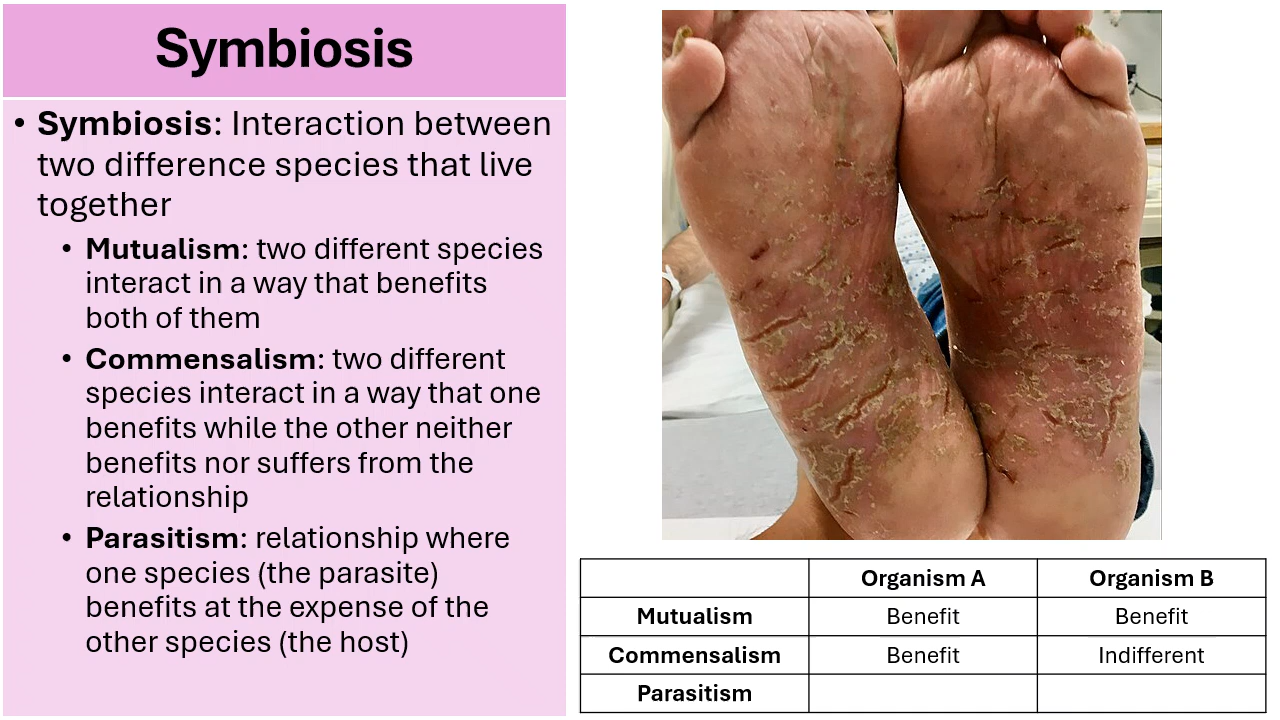 Symbiosis
• Symbiosis: Interaction between
two difference species that live
together
• Mutualism: two different species
interact in a way that benefits
both of them
• Commensalism: two different
species interact in a way that one
benefits while the other neither
benefits nor suffers from the
relationship
• Parasitism: relationship where
one species (the parasite)
benefits at the expense of the
other species (the host)
Organism A Organism B
Mutualism Benefit Benefit
Commensalism Benefit Indifferent
Parasitism